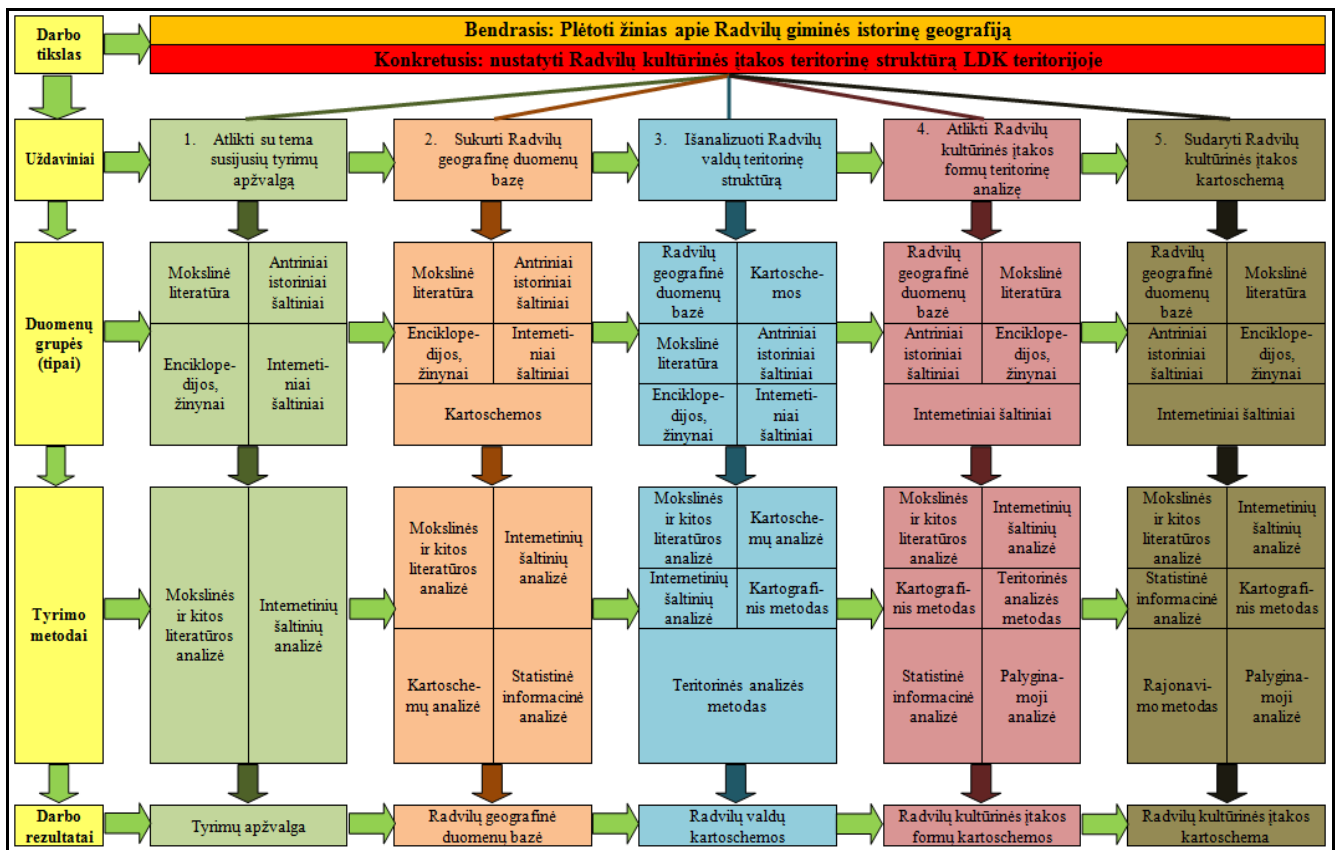 Darbo
tikslas
Bendrasis: Plėtoti žinias apie Radvilų giminės istorinę geografiją
Konkretusis: nustatyti Radvilų kultūrinės įtakos teritorinę struktūrą LDK teritorijoje
Uždaviniai
1. Atlikti su tema
susijusių tyrimų
apžvalgą
2. Sukurti Radvilų
geografinę duomenų
bazę
3. Išanalizuoti Radvilų
valdų teritorinę
struktūrą
4. Atlikti Radvilų
kultūrinės įtakos
formų teritorinę
analizę
5. Sudaryti Radvilų
kultūrinės įtakos
kartoschemą
Duomenų
grupės
(tipai)
Mokslinė
literatūra
Antriniai
istoriniai
šaltiniai
Enciklope-
dijos,
žinynai
Interneti-
niai
šaltiniai
Mokslinė
literatūra
Antriniai
istoriniai
šaltiniai
Enciklopedijos,
žinynai
Interneti-
niai
šaltiniai
Kartoschemos
Radvilų
geografinė
duomenų
bazė
Kartosche-
mos
Mokslinė
literatūra
Antriniai
istoriniai
šaltiniai
Enciklope-
dijos,
žinynai
Interneti-
niai
šaltiniai
Radvilų
geografinė
duomenų
bazė
Mokslinė
literatūra
Antriniai
istoriniai
šaltiniai
Enciklope-
dijos,
žinynai
Internetiniai šaltiniai
Radvilų
geografinė
duomenų
bazė
Mokslinė
literatūra
Antriniai
istoriniai
šaltiniai
Enciklope-
dijos,
žinynai
Internetiniai šaltiniai
Tyrimo
metodai
Mokslinės
ir kitos
literatūros
analizė
Internetinių
šaltinių
analizė
Mokslinės
ir kitos
literatūros
analizė
Internetinių
šaltinių
analizė
Kartosche-
mų analizė
Statistinė
informacinė
analizė
Mokslinės
ir kitos
literatūros
analizė
Kartosche-
mų analizė
Internetinių
šaltinių
analizė
Kartografi-
nis metodas
Teritorinės analizės
metodas
Mokslinės
ir kitos
literatūros
analizė
Internetinių
šaltinių
analizė
Kartografi-
nis metodas
Teritorinės
analizės
metodas
Statistinė
informacinė
analizė
Palygina-
moji
analizė
Mokslinės
ir kitos
literatūros
analizė
Internetinių
šaltinių
analizė
Statistinė
informacinė
analizė
Kartografi-
nis metodas
Rajonavi-
mo metodas
Palygina-
moji
analizė
Darbo
rezultatai
Tyrimų apžvalga
Radvilų geografinė
duomenų bazė
Radvilų valdų
kartoschemos
Radvilų kultūrinės įtakos
formų kartoschemos
Radvilų kultūrinės įtakos
kartoschema